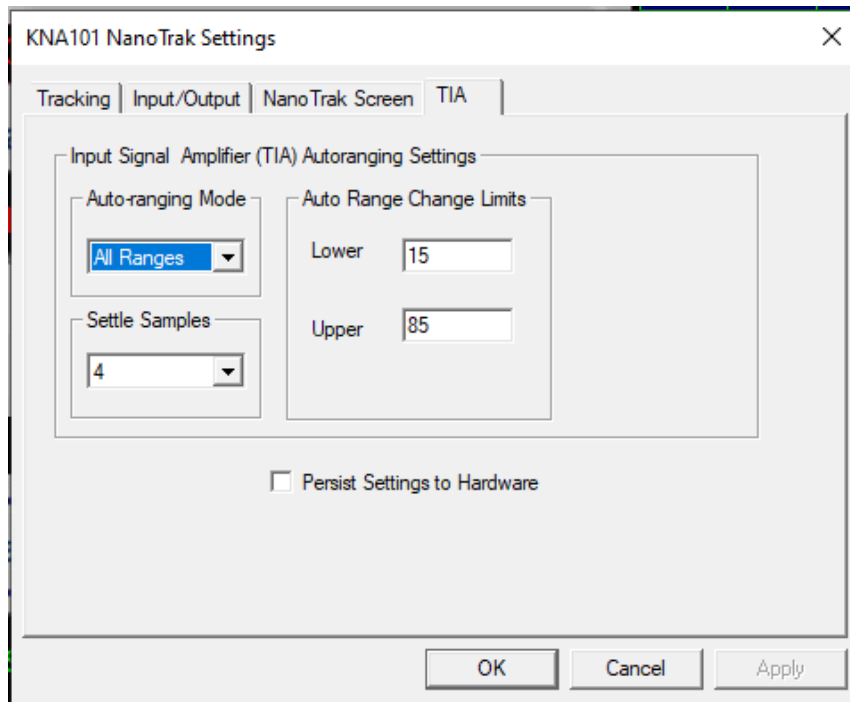 KNA101 NanoTrak Settings
Tracking Input/Output NanoTrak Screen TIA
Input Signal Amplifier (TIA) Autoranging Settings
Auto-ranging Mode
All Ranges
Settle Samples
4
Auto Range Change Limits
Lower 15
Upper 85
Persist Settings to Hardware
OK Cancel Apply